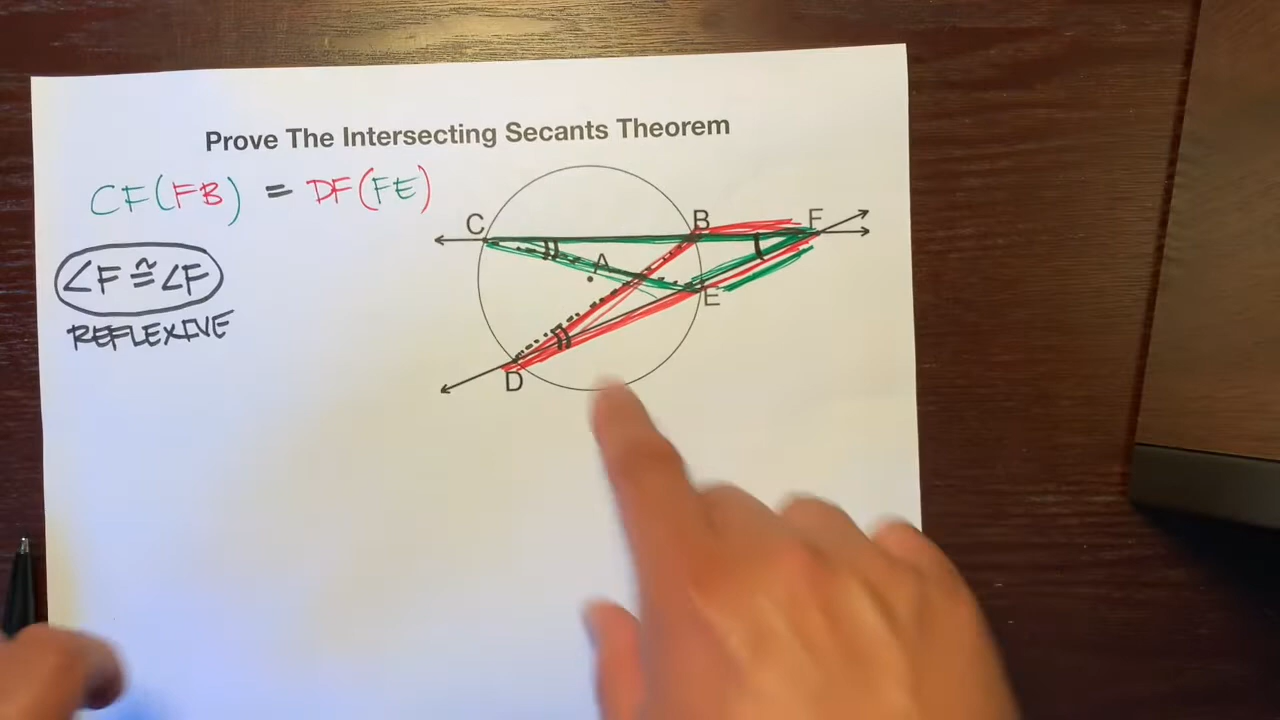 Prove The Intersecting Secants Theorem
CF(FB) = DF(FE)
C
B
F
∠F ≅ ∠F
A
REFLEXIVE
E
D